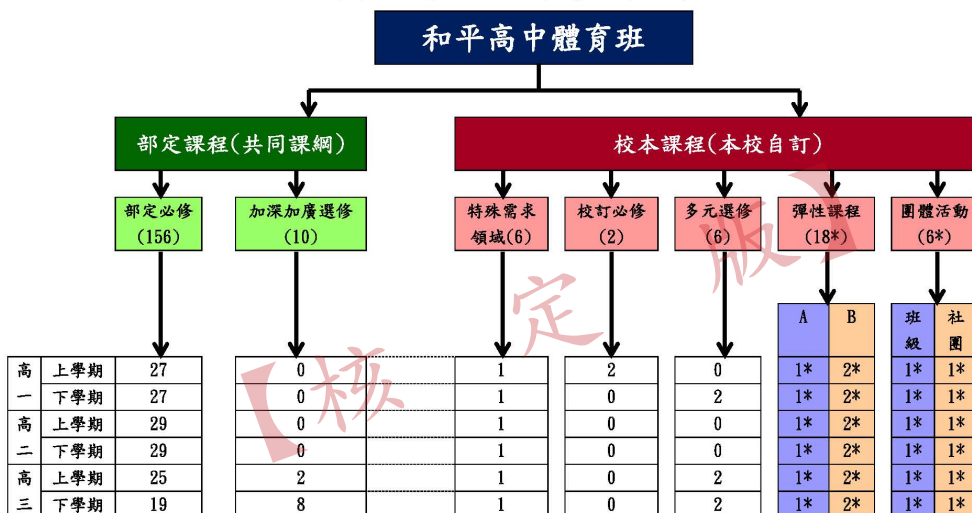 和平高中體育班
部定課程(共同課綱)
校本課程(本校自訂)
部定必修
(156)
加深加廣選修
(10)
特殊需求
領域(6)
校訂必修
(2)
多元選修
(6)
彈性課程
(18*)
團體活動
(6*)
【核定版】
A B 班級 社團
高一 上學期 27 0 1 2 0 1* 2* 1* 1*
下學期 27 0 1 0 2 1* 2* 1* 1*
高二 上學期 29 0 1 0 0 1* 2* 1* 1*
下學期 29 0 1 0 0 1* 2* 1* 1*
高三 上學期 25 2 1 0 2 1* 2* 1* 1*
下學期 19 8 1 0 2 1* 2* 1* 1*